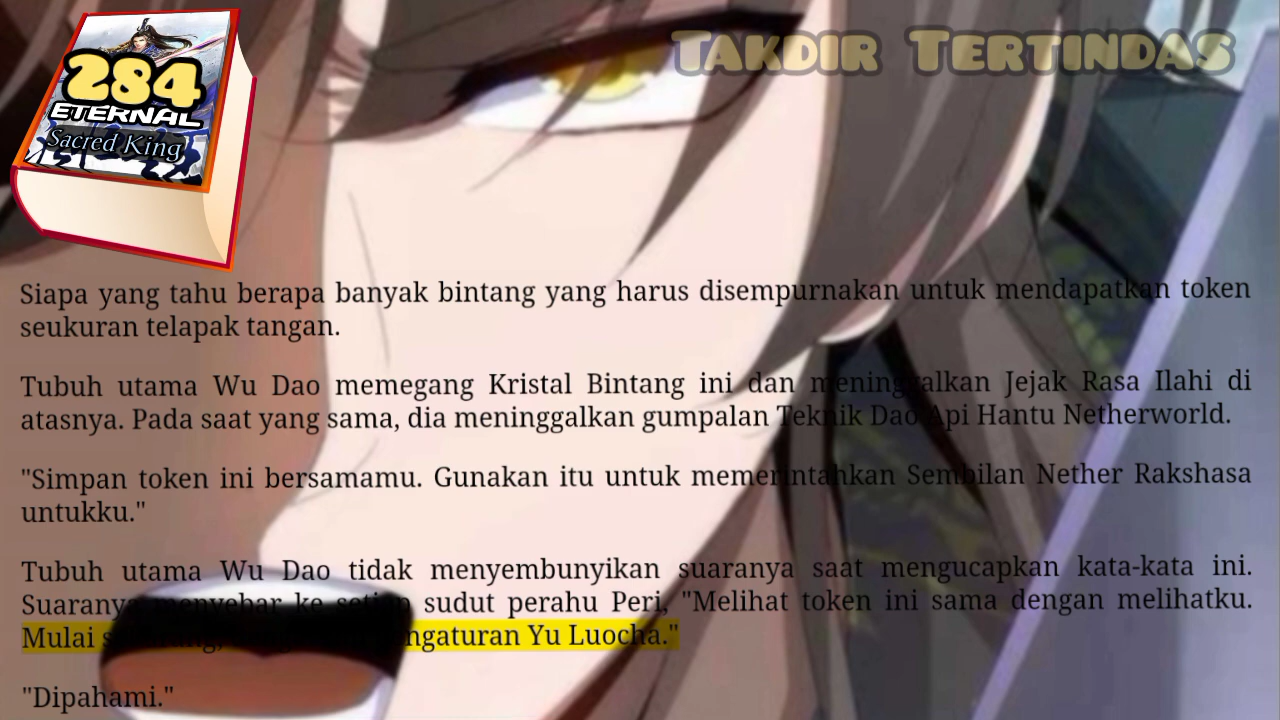 284
ETERNAL
Sacred King
TAKDIR TERTINDAS
Siapa yang tahu berapa banyak bintang yang harus disempurnakan untuk mendapatkan token
seukuran telapak tangan.
Tubuh utama Wu Dao memegang Kristal Bintang ini dan meninggalkan Jejak Rasa Ilahi di
atasnya. Pada saat yang sama, dia meninggalkan gumpalan Teknik Dao Api Hantu Netherworld.
"Simpan token ini bersamamu. Gunakan itu untuk memerintahkan Sembilan Nether Rakshasa
untukku."
Tubuh utama Wu Dao tidak menyembunyikan suaranya saat mengucapkan kata-kata ini.
Suaranya menyebar ke setiap sudut perahu Peri, "Melihat token ini sama dengan melihatku.
Mulai sekarang, ngaturan Yu Luocha."
"Dipahami."